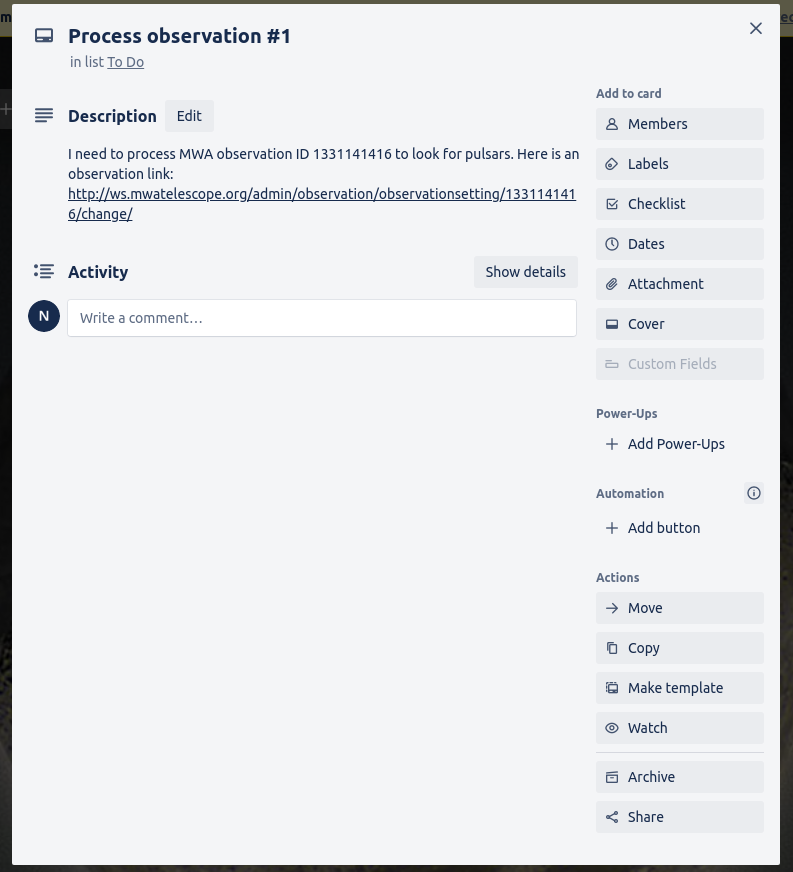 Process observation #1
in list To Do
Description
Edit
I need to process MWA observation ID 1331141416 to look for pulsars. Here is an
observation link:
http://ws.mwatelescope.org/admin/observation/observationsetting/133114141
6/change/
Activity
Show details
N
Write a comment…
Add to card
Members
Labels
Checklist
Dates
Attachment
Cover
Custom Fields
Power-Ups
Add Power-Ups
Automation
Add button
Actions
Move
Copy
Make template
Watch
Archive
Share